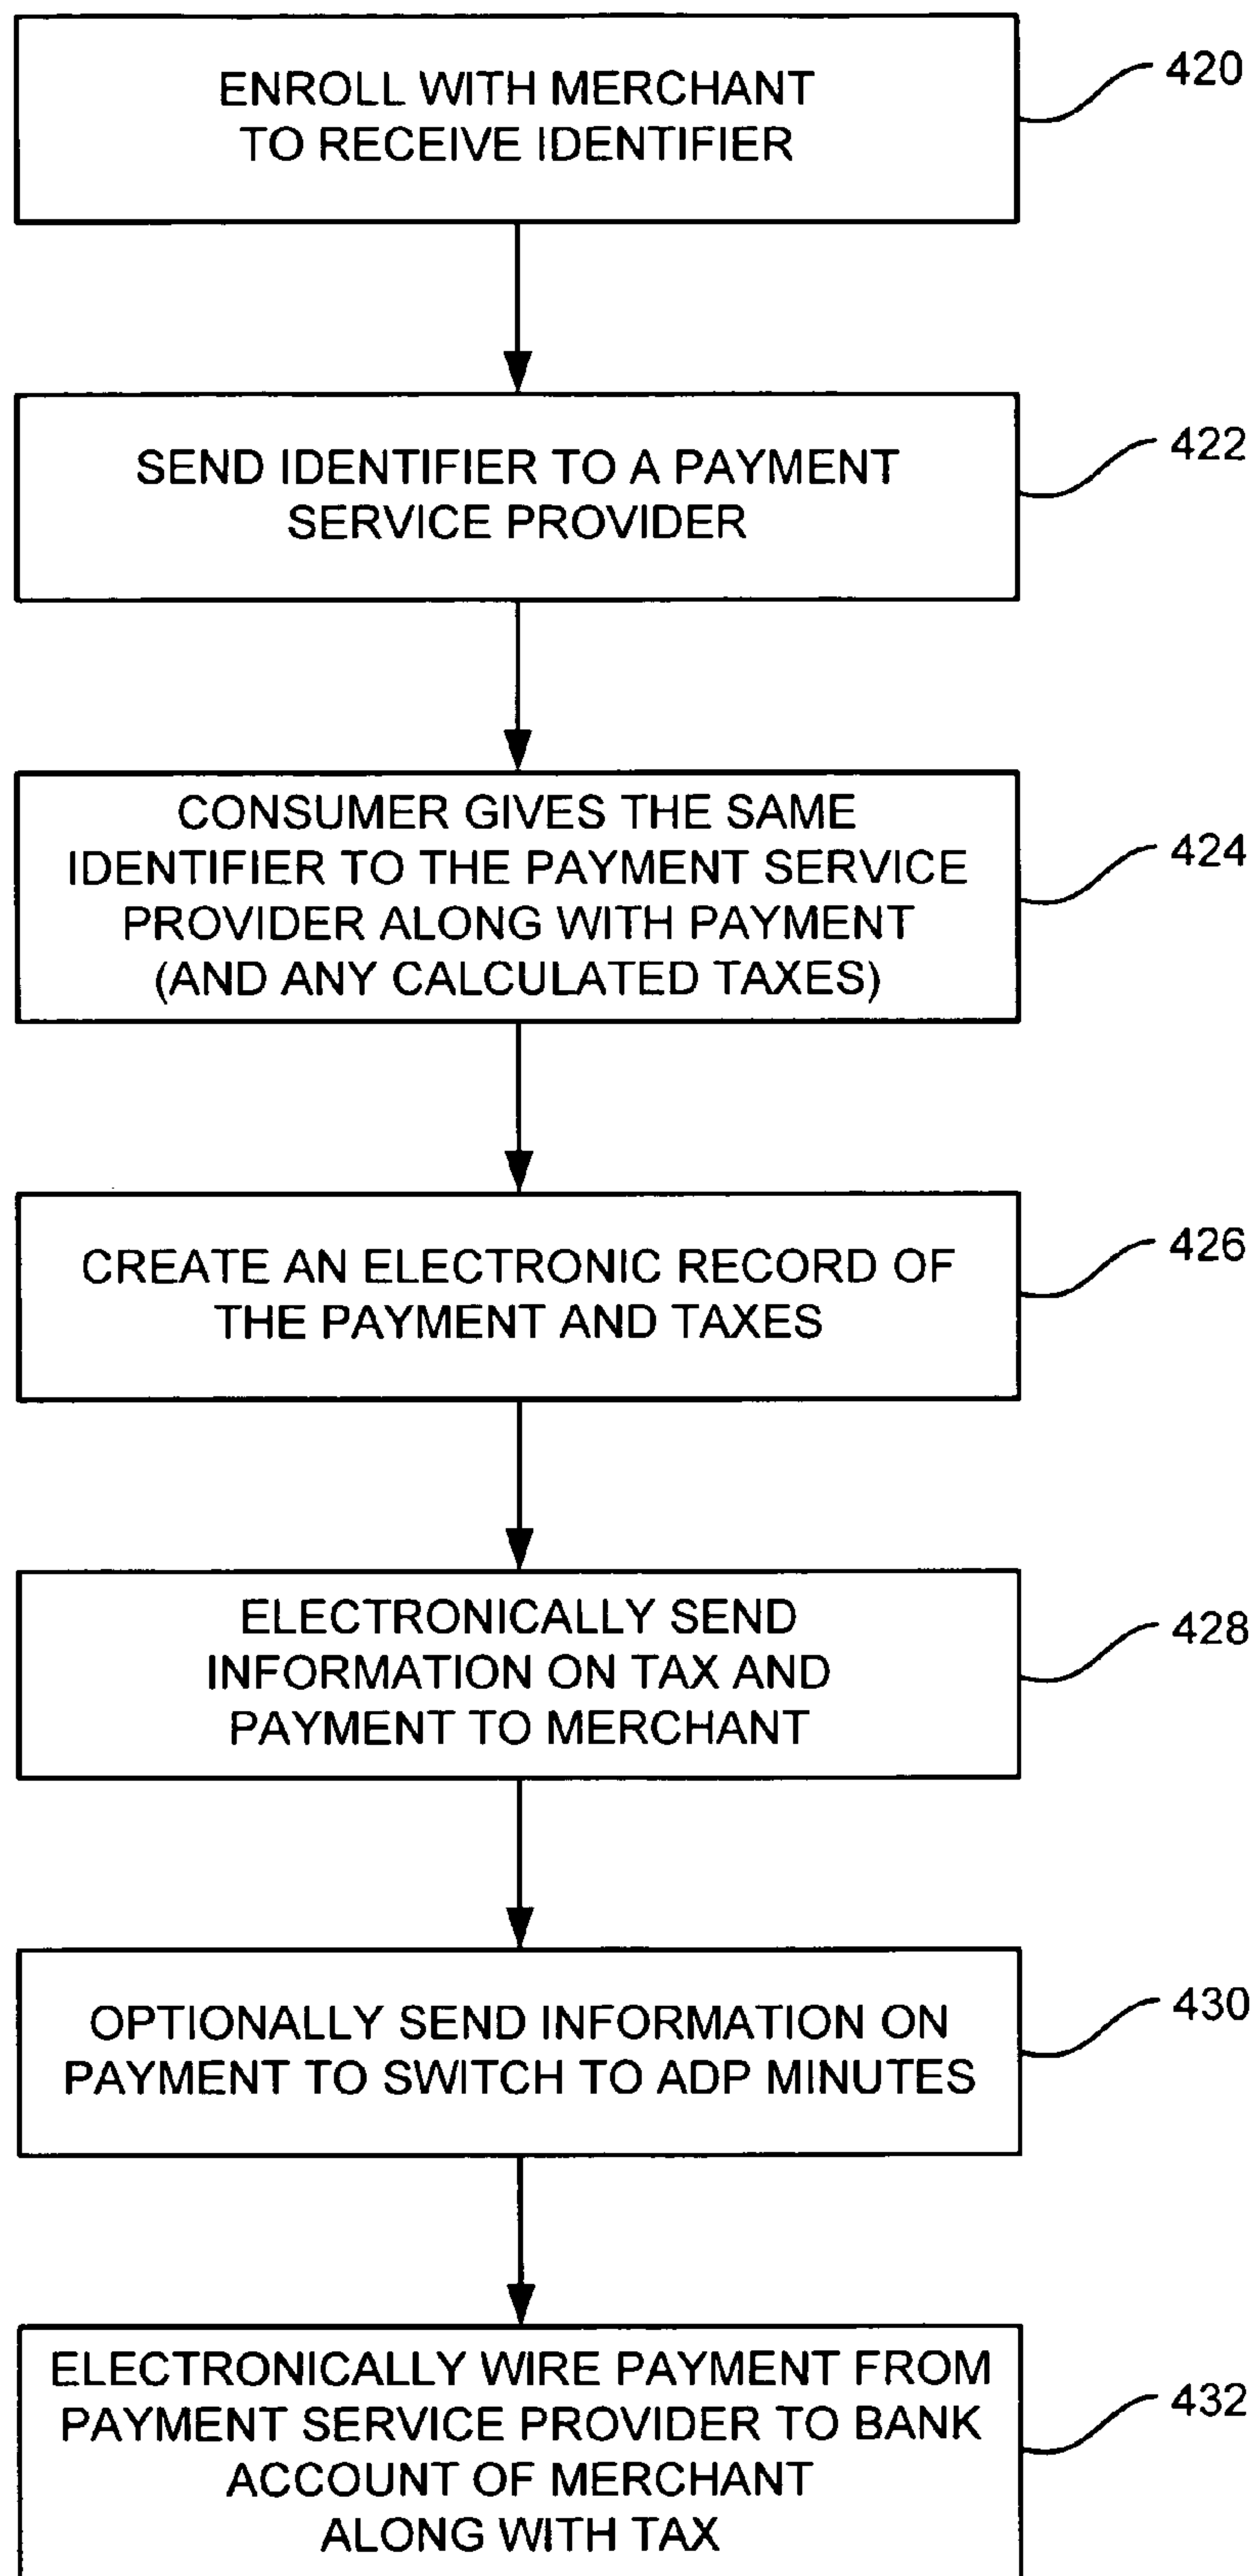 ENROLL WITH MERCHANT
TO RECEIVE IDENTIFIER
420
SEND IDENTIFIER TO A PAYMENT
SERVICE PROVIDER
422
CONSUMER GIVES THE SAME
IDENTIFIER TO THE PAYMENT SERVICE
PROVIDER ALONG WITH PAYMENT
(AND ANY CALCULATED TAXES)
424
CREATE AN ELECTRONIC RECORD OF
THE PAYMENT AND TAXES
426
ELECTRONICALLY SEND
INFORMATION ON TAX AND
PAYMENT TO MERCHANT
428
OPTIONALLY SEND INFORMATION ON
PAYMENT TO SWITCH TO ADP MINUTES
430
ELECTRONICALLY WIRE PAYMENT FROM
PAYMENT SERVICE PROVIDER TO BANK
ACCOUNT OF MERCHANT
ALONG WITH TAX
432